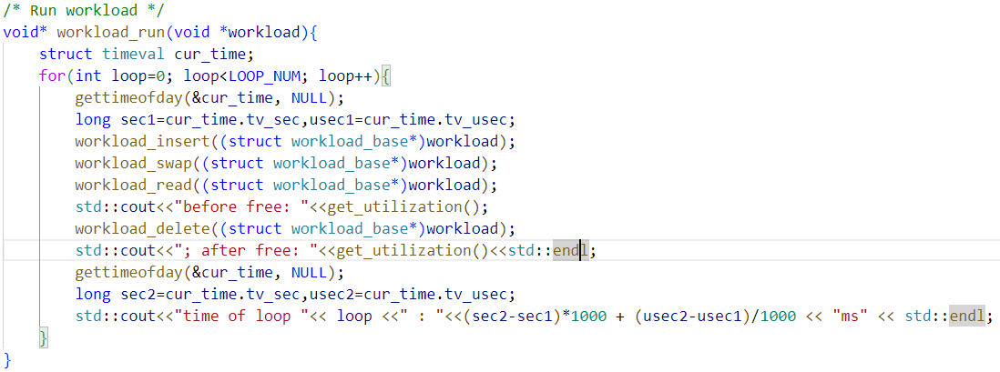 /* Run workload */
void* workload_run(void *workload){
    struct timeval cur_time;
    for(int loop=0; loop<LOOP_NUM; loop++){
        gettimeofday(&cur_time, NULL);
        long sec1=cur_time.tv_sec,usec1=cur_time.tv_usec;
        workload_insert((struct workload_base*)workload);
        workload_swap((struct workload_base*)workload);
        workload_read((struct workload_base*)workload);
        std::cout<<"before free: "<<get_utilization();
        workload_delete((struct workload_base*)workload);
        std::cout<<"; after free: "<<get_utilization()<<std::endl;
        gettimeofday(&cur_time, NULL);
        long sec2=cur_time.tv_sec,usec2=cur_time.tv_usec;
        std::cout<<"time of loop "<< loop <<" : "<<(sec2-sec1)*1000 + (usec2-usec1)/1000 << "ms" << std::endl;
    }
}